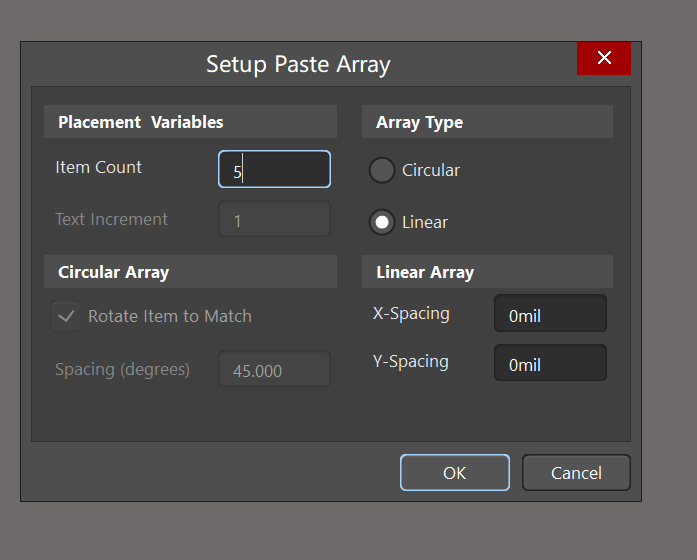 Setup Paste Array
Placement Variables
Item Count
5
Text Increment
1
Array Type
Circular
Linear
Circular Array
Rotate Item to Match
Spacing (degrees)
45.000
Linear Array
X-Spacing
0mil
Y-Spacing
0mil
OK
Cancel